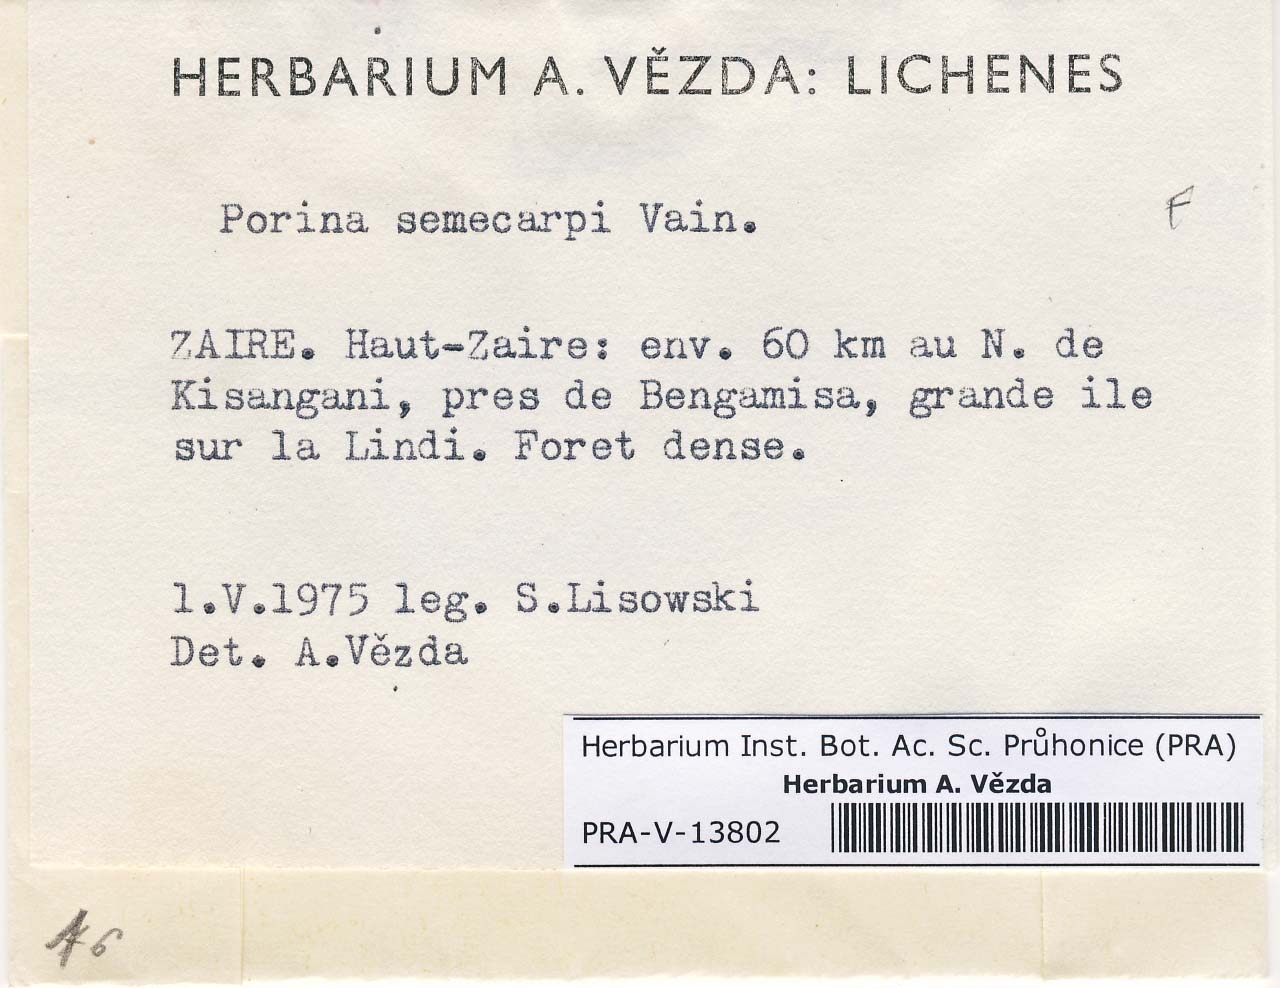 HERBARIUM A. VĚZDA: LICHENES
Porina semecarpi Vain.
F
ZAIRE. Haut-Zaire: env. 60 km au N. de
Kisangani, pres de Bengamisa, grande ile
sur la Lindi. Foret dense.
1.V.1975 leg. S.Lisowski
Det. A.Vězda
Herbarium Inst. Bot. Ac. Sc. Průhonice (PRA)
Herbarium A. Vězda
PRA-V-13802